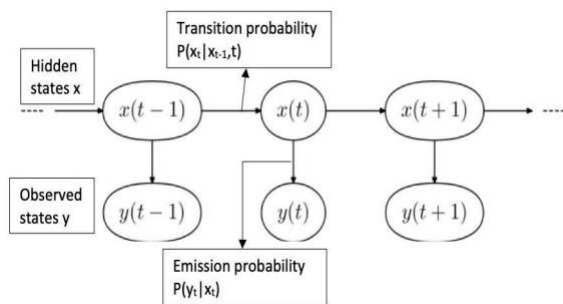 Transition probability
P(xₜ|xₜ₋₁,t)
Hidden
states x
x(t − 1)
x(t)
x(t + 1)
Observed
states y
y(t − 1)
y(t)
y(t + 1)
Emission probability
P(yₜ|xₜ)